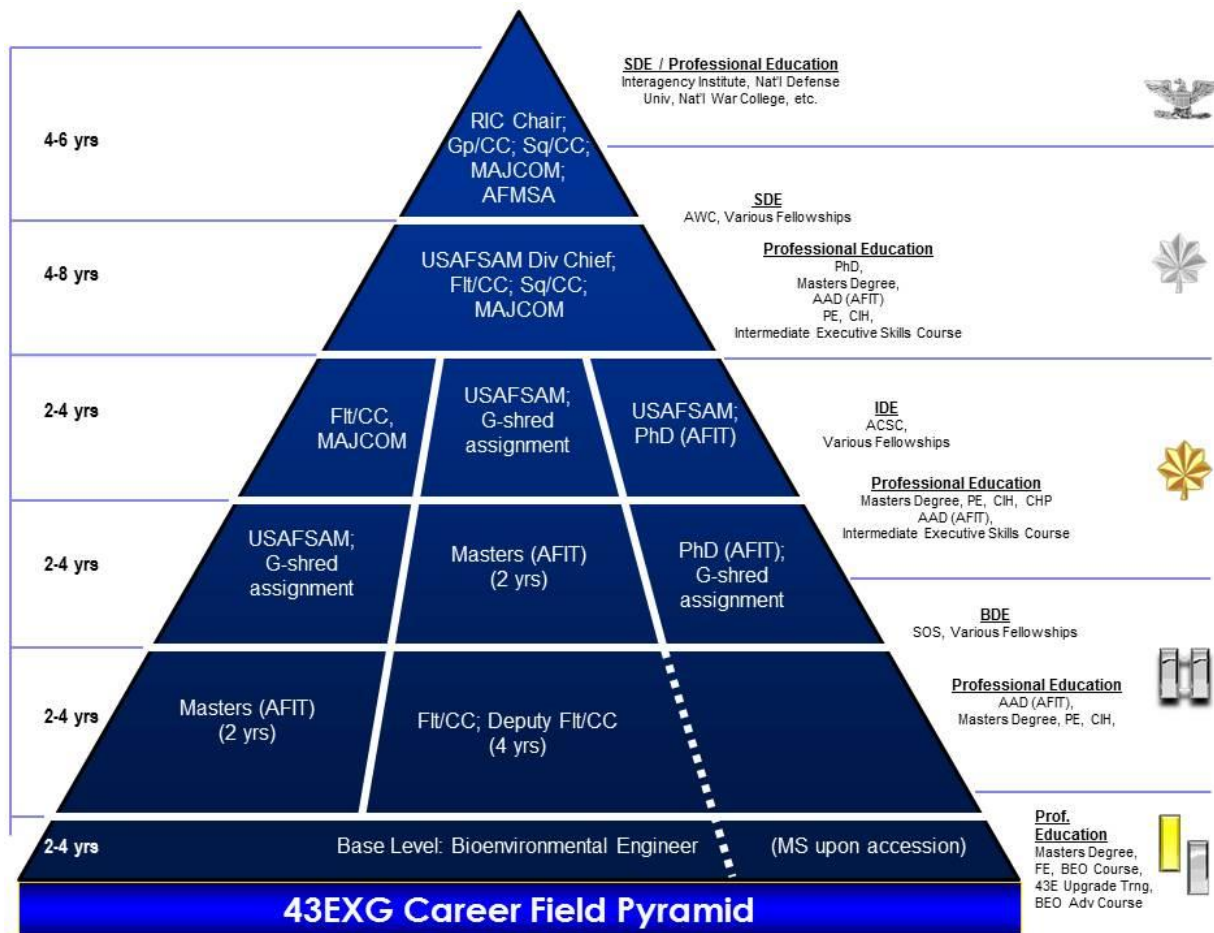 SDE / Professional Education
Interagency Institute, Nat'l Defense
Univ, Nat'l War College, etc.
4-6 yrs
RIC Chair;
Gp/CC; Sq/CC;
MAJCOM;
AFMSA
SDE
AWC, Various Fellowships
Professional Education
PhD,
Masters Degree,
AAD (AFIT)
PE, CIH,
Intermediate Executive Skills Course
4-8 yrs
USAFSAM Div Chief;
Flt/CC; Sq/CC;
MAJCOM
2-4 yrs
Flt/CC,
MAJCOM
USAFSAM;
G-shred
assignment
USAFSAM;
PhD (AFIT)
IDE
ACSC,
Various Fellowships
Professional Education
Masters Degree, PE, CIH, CHP
AAD (AFIT),
Intermediate Executive Skills Course
2-4 yrs
USAFSAM;
G-shred
assignment
Masters (AFIT)
(2 yrs)
PhD (AFIT);
G-shred
assignment
BDE
SOS, Various Fellowships
Professional Education
AAD (AFIT),
Masters Degree, PE, CIH,
2-4 yrs
Masters (AFIT)
(2 yrs)
Flt/CC; Deputy Flt/CC
(4 yrs)
2-4 yrs
Base Level: Bioenvironmental Engineer
(MS upon accession)
Prof.
Education
Masters Degree,
FE, BEO Course,
43E Upgrade Trng,
BEO Adv Course
43EXG Career Field Pyramid